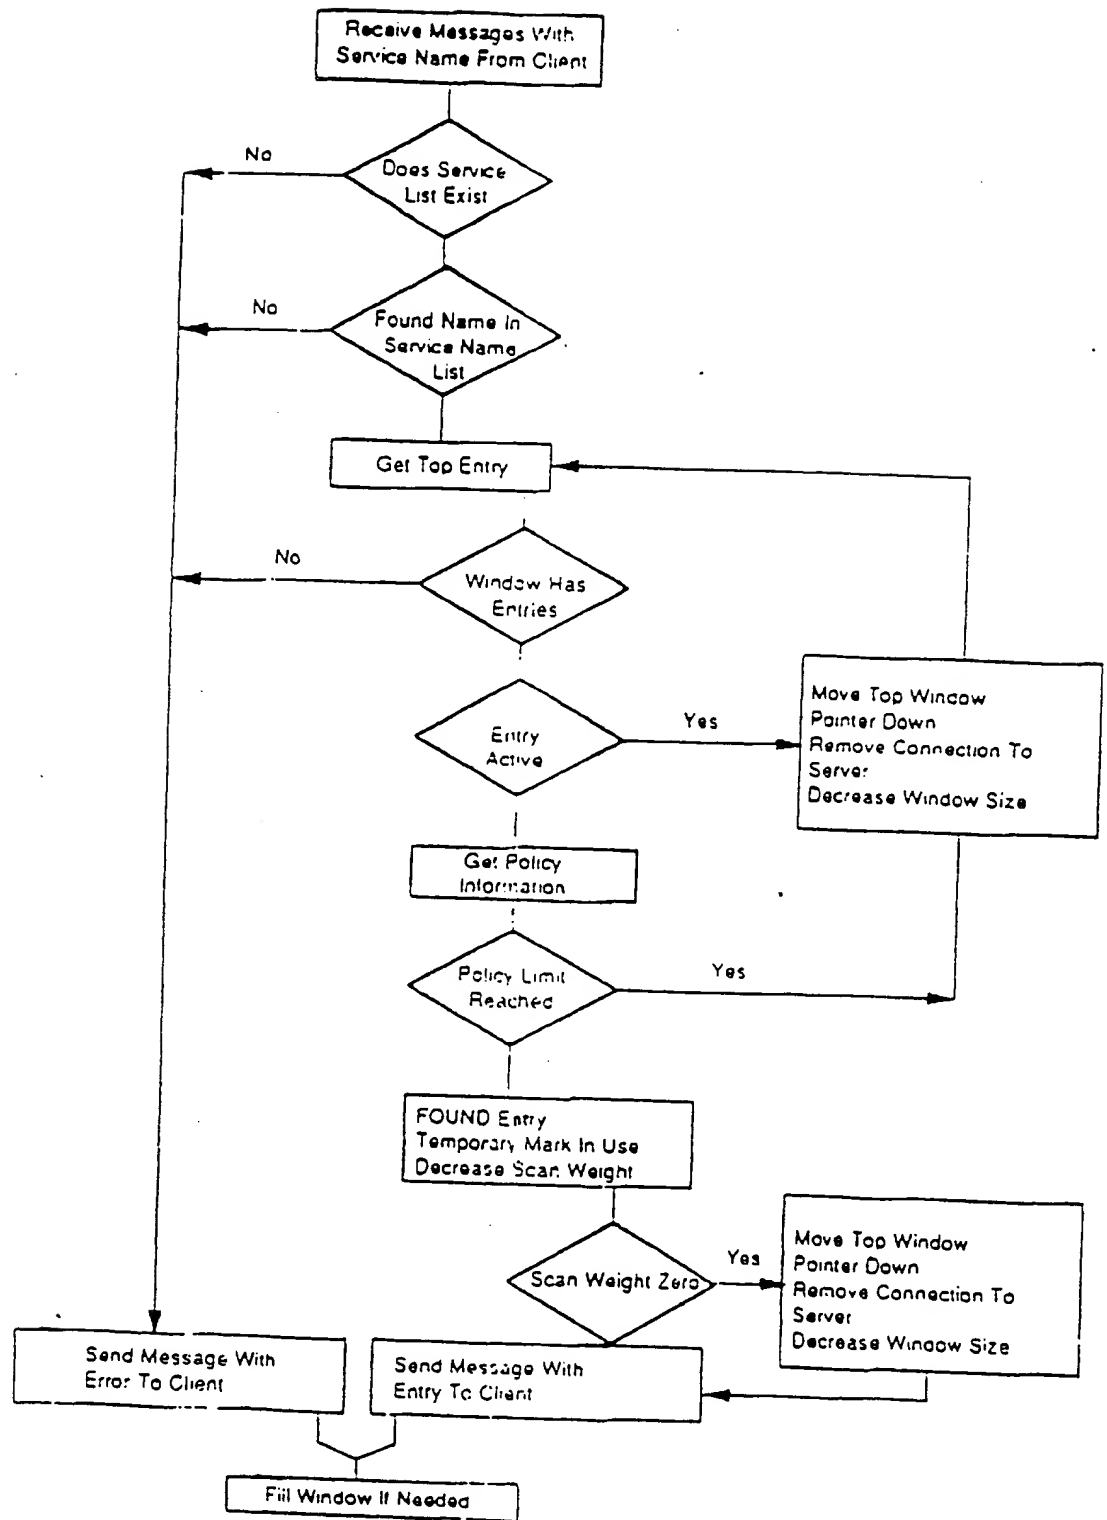 Receive Messages With
Service Name From Client
No
Does Service
List Exist
No
Found Name In
Service Name
List
Get Top Entry
No
Window Has
Entries
Move Top Window
Pointer Down
Remove Connection To
Server
Decrease Window Size
Yes
Entry
Active
Get Policy
Information
Policy Limit
Reached
Yes
FOUND Entry
Temporary Mark In Use
Decrease Scan Weight
Scan Weight Zero
Yes
Move Top Window
Pointer Down
Remove Connection To
Server
Decrease Window Size
Send Message With
Error To Client
Send Message With
Entry To Client
Fill Window If Needed